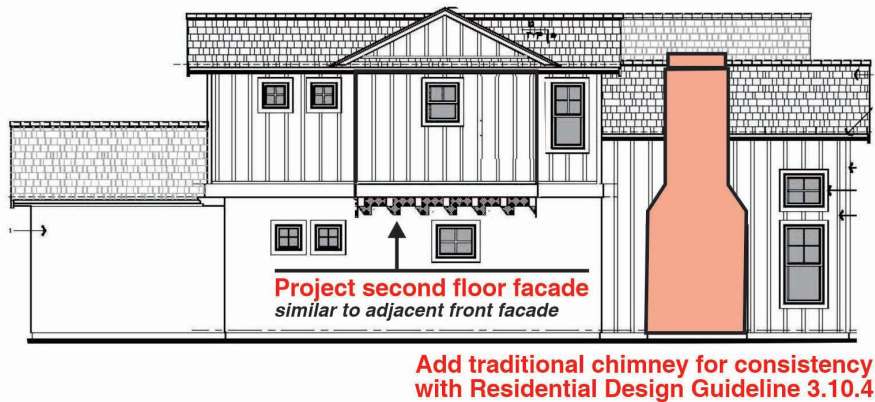 Project second floor facade
similar to adjacent front facade
Add traditional chimney for consistency
with Residential Design Guideline 3.10.4